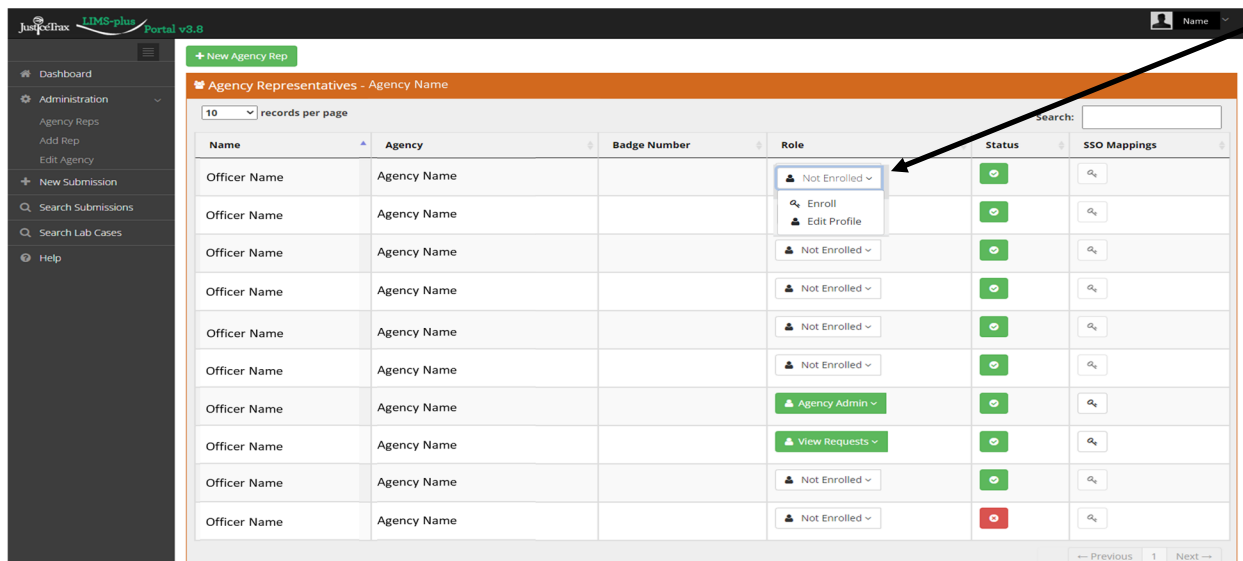 JusticeTrax LIMS-plus Portal v3.8
Name
+ New Agency Rep
Dashboard
Administration
Agency Reps
Add Rep
Edit Agency
New Submission
Search Submissions
Search Lab Cases
Help
Agency Representatives - Agency Name
10 records per page
Search:
Name Agency Badge Number Role Status SSO Mappings
Officer Name Agency Name Not Enrolled
Enroll
Officer Name Agency Name
Edit Profile
Officer Name Agency Name Not Enrolled
Officer Name Agency Name Not Enrolled
Officer Name Agency Name Not Enrolled
Officer Name Agency Name Not Enrolled
Officer Name Agency Name Agency Admin
Officer Name Agency Name View Requests
Officer Name Agency Name Not Enrolled
Officer Name Agency Name Not Enrolled
← Previous 1 Next →